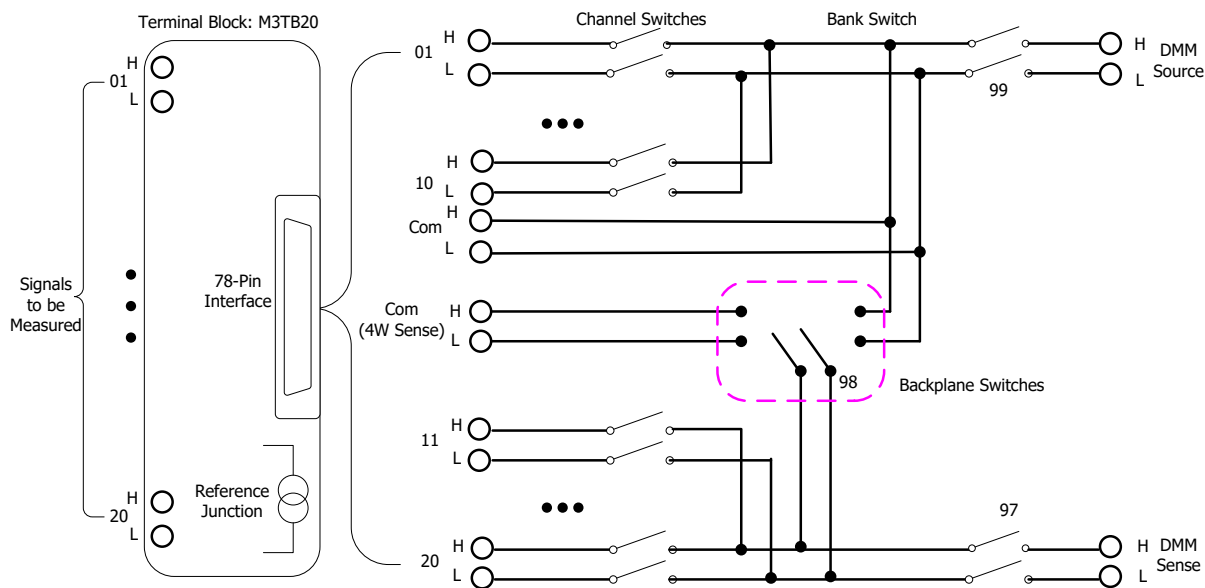 Terminal Block: M3TB20
Channel Switches
Bank Switch
H
01
L
H
01
L
H
L
DMM
Source
99
H
10
L
H
Com
L
Signals
to be
Measured
78-Pin
Interface
Com
(4W Sense)
H
L
98
Backplane Switches
H
11
L
Reference
Junction
H
20
L
H
20
L
97
H
L
DMM
Sense